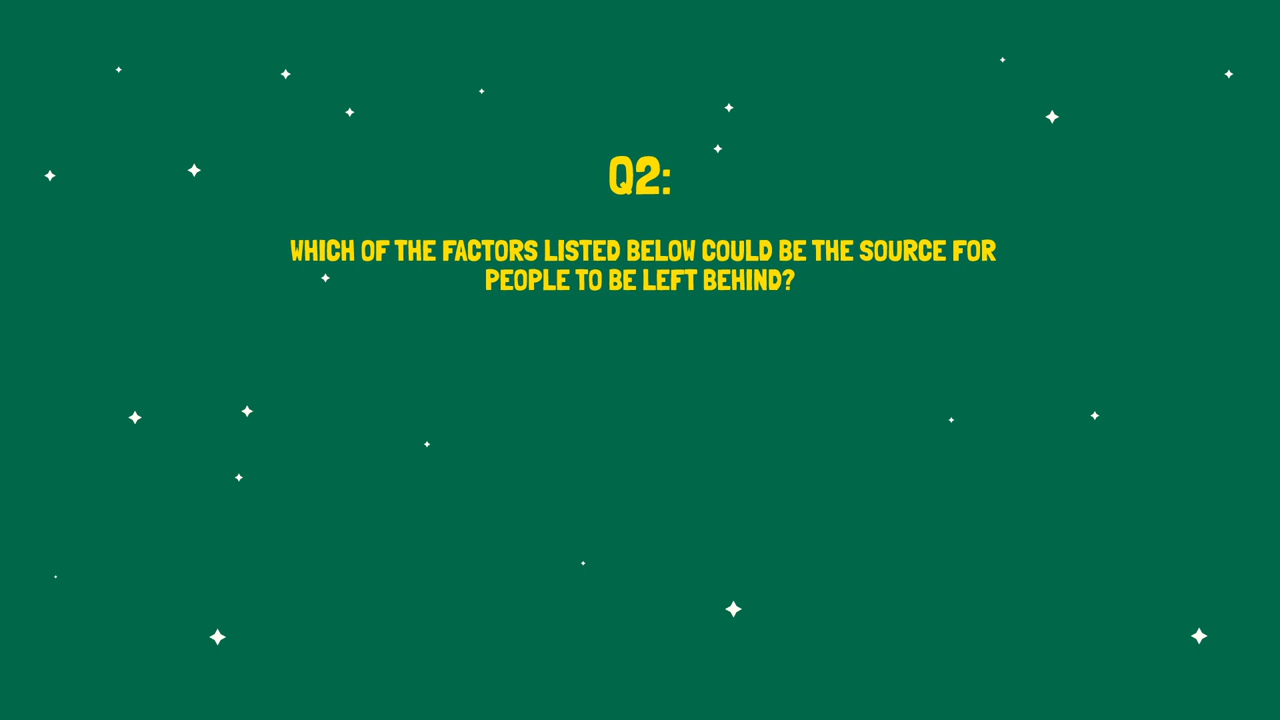 Q2:
WHICH OF THE FACTORS LISTED BELOW COULD BE THE SOURCE FOR
PEOPLE TO BE LEFT BEHIND?